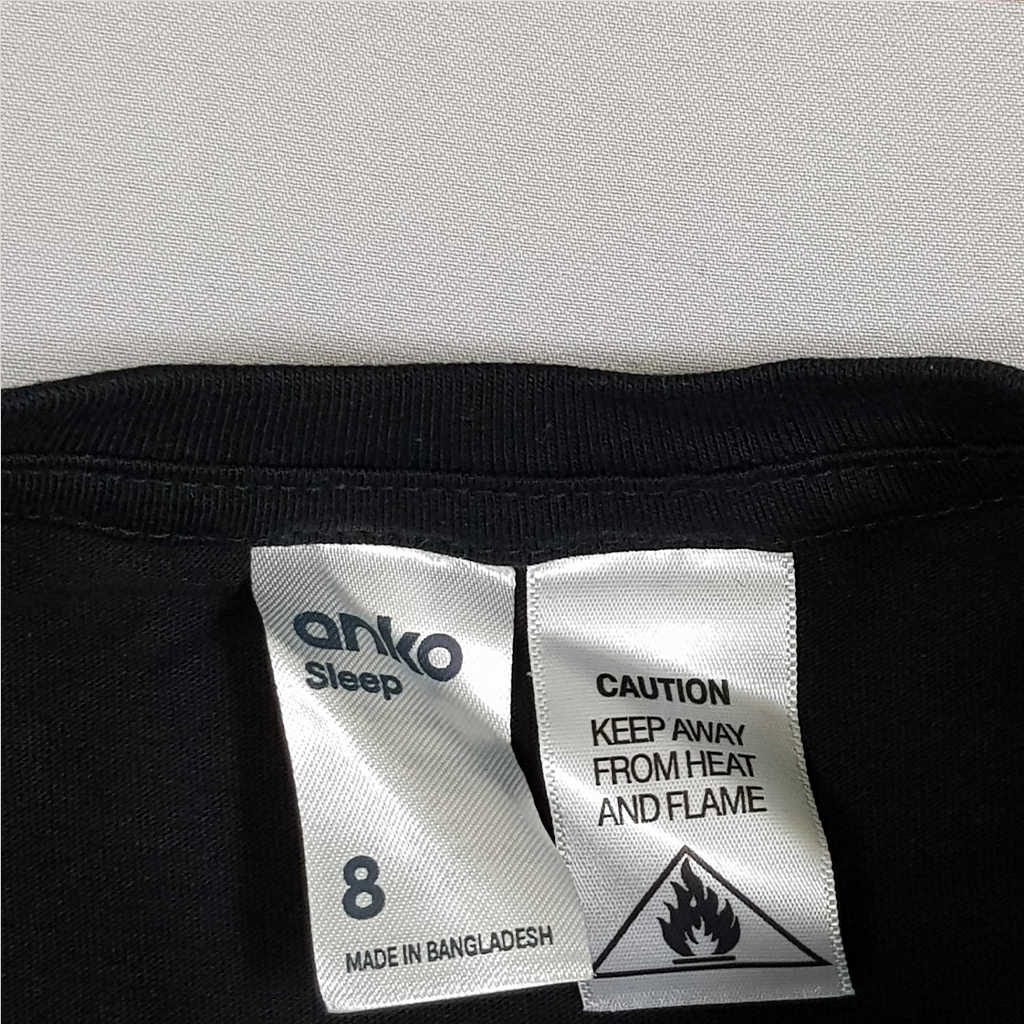 anko
Sleep
8
MADE IN BANGLADESH
CAUTION
KEEP AWAY
FROM HEAT
AND FLAME